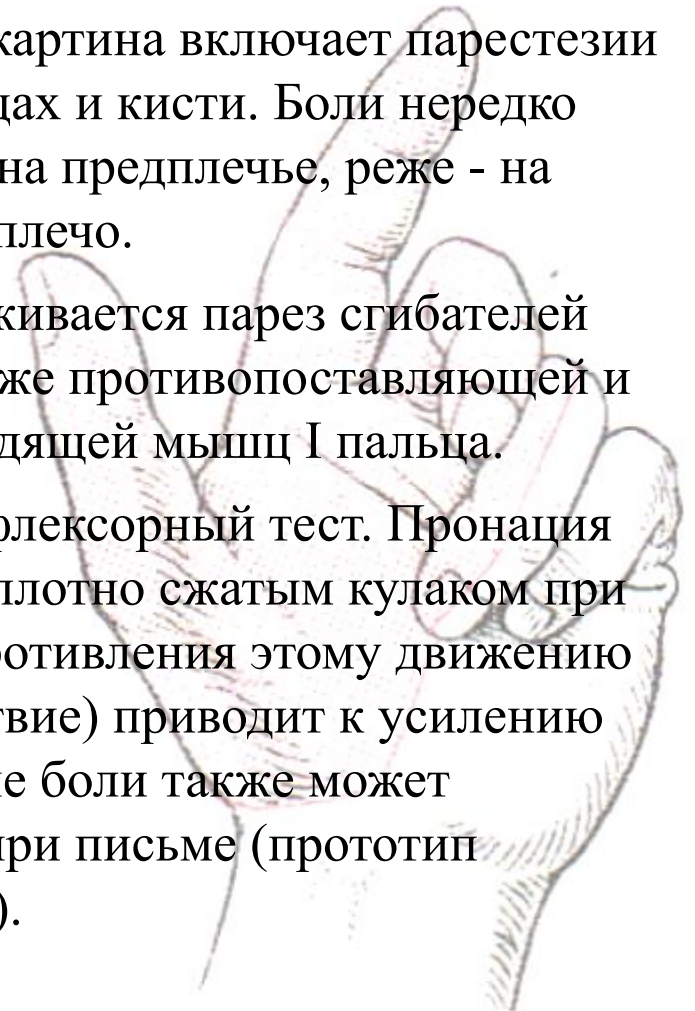 картина включает парестезии
цах и кисти. Боли нередко
на предплечье, реже - на
плечо.
живается парез сгибателей
же противопоставляющей и
дящей мышц I пальца.
флексорный тест. Пронация
плотно сжатым кулаком при
ротивления этому движению
твие) приводит к усилению
ие боли также может
при письме (прототип
).